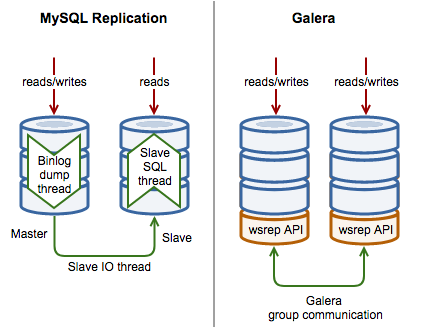 MySQL Replication
reads/writes
reads
Binlog
dump
thread
Slave
SQL
thread
Master
Slave
Slave IO thread
Galera
reads/writes
reads/writes
wsrep API
wsrep API
Galera
group communication